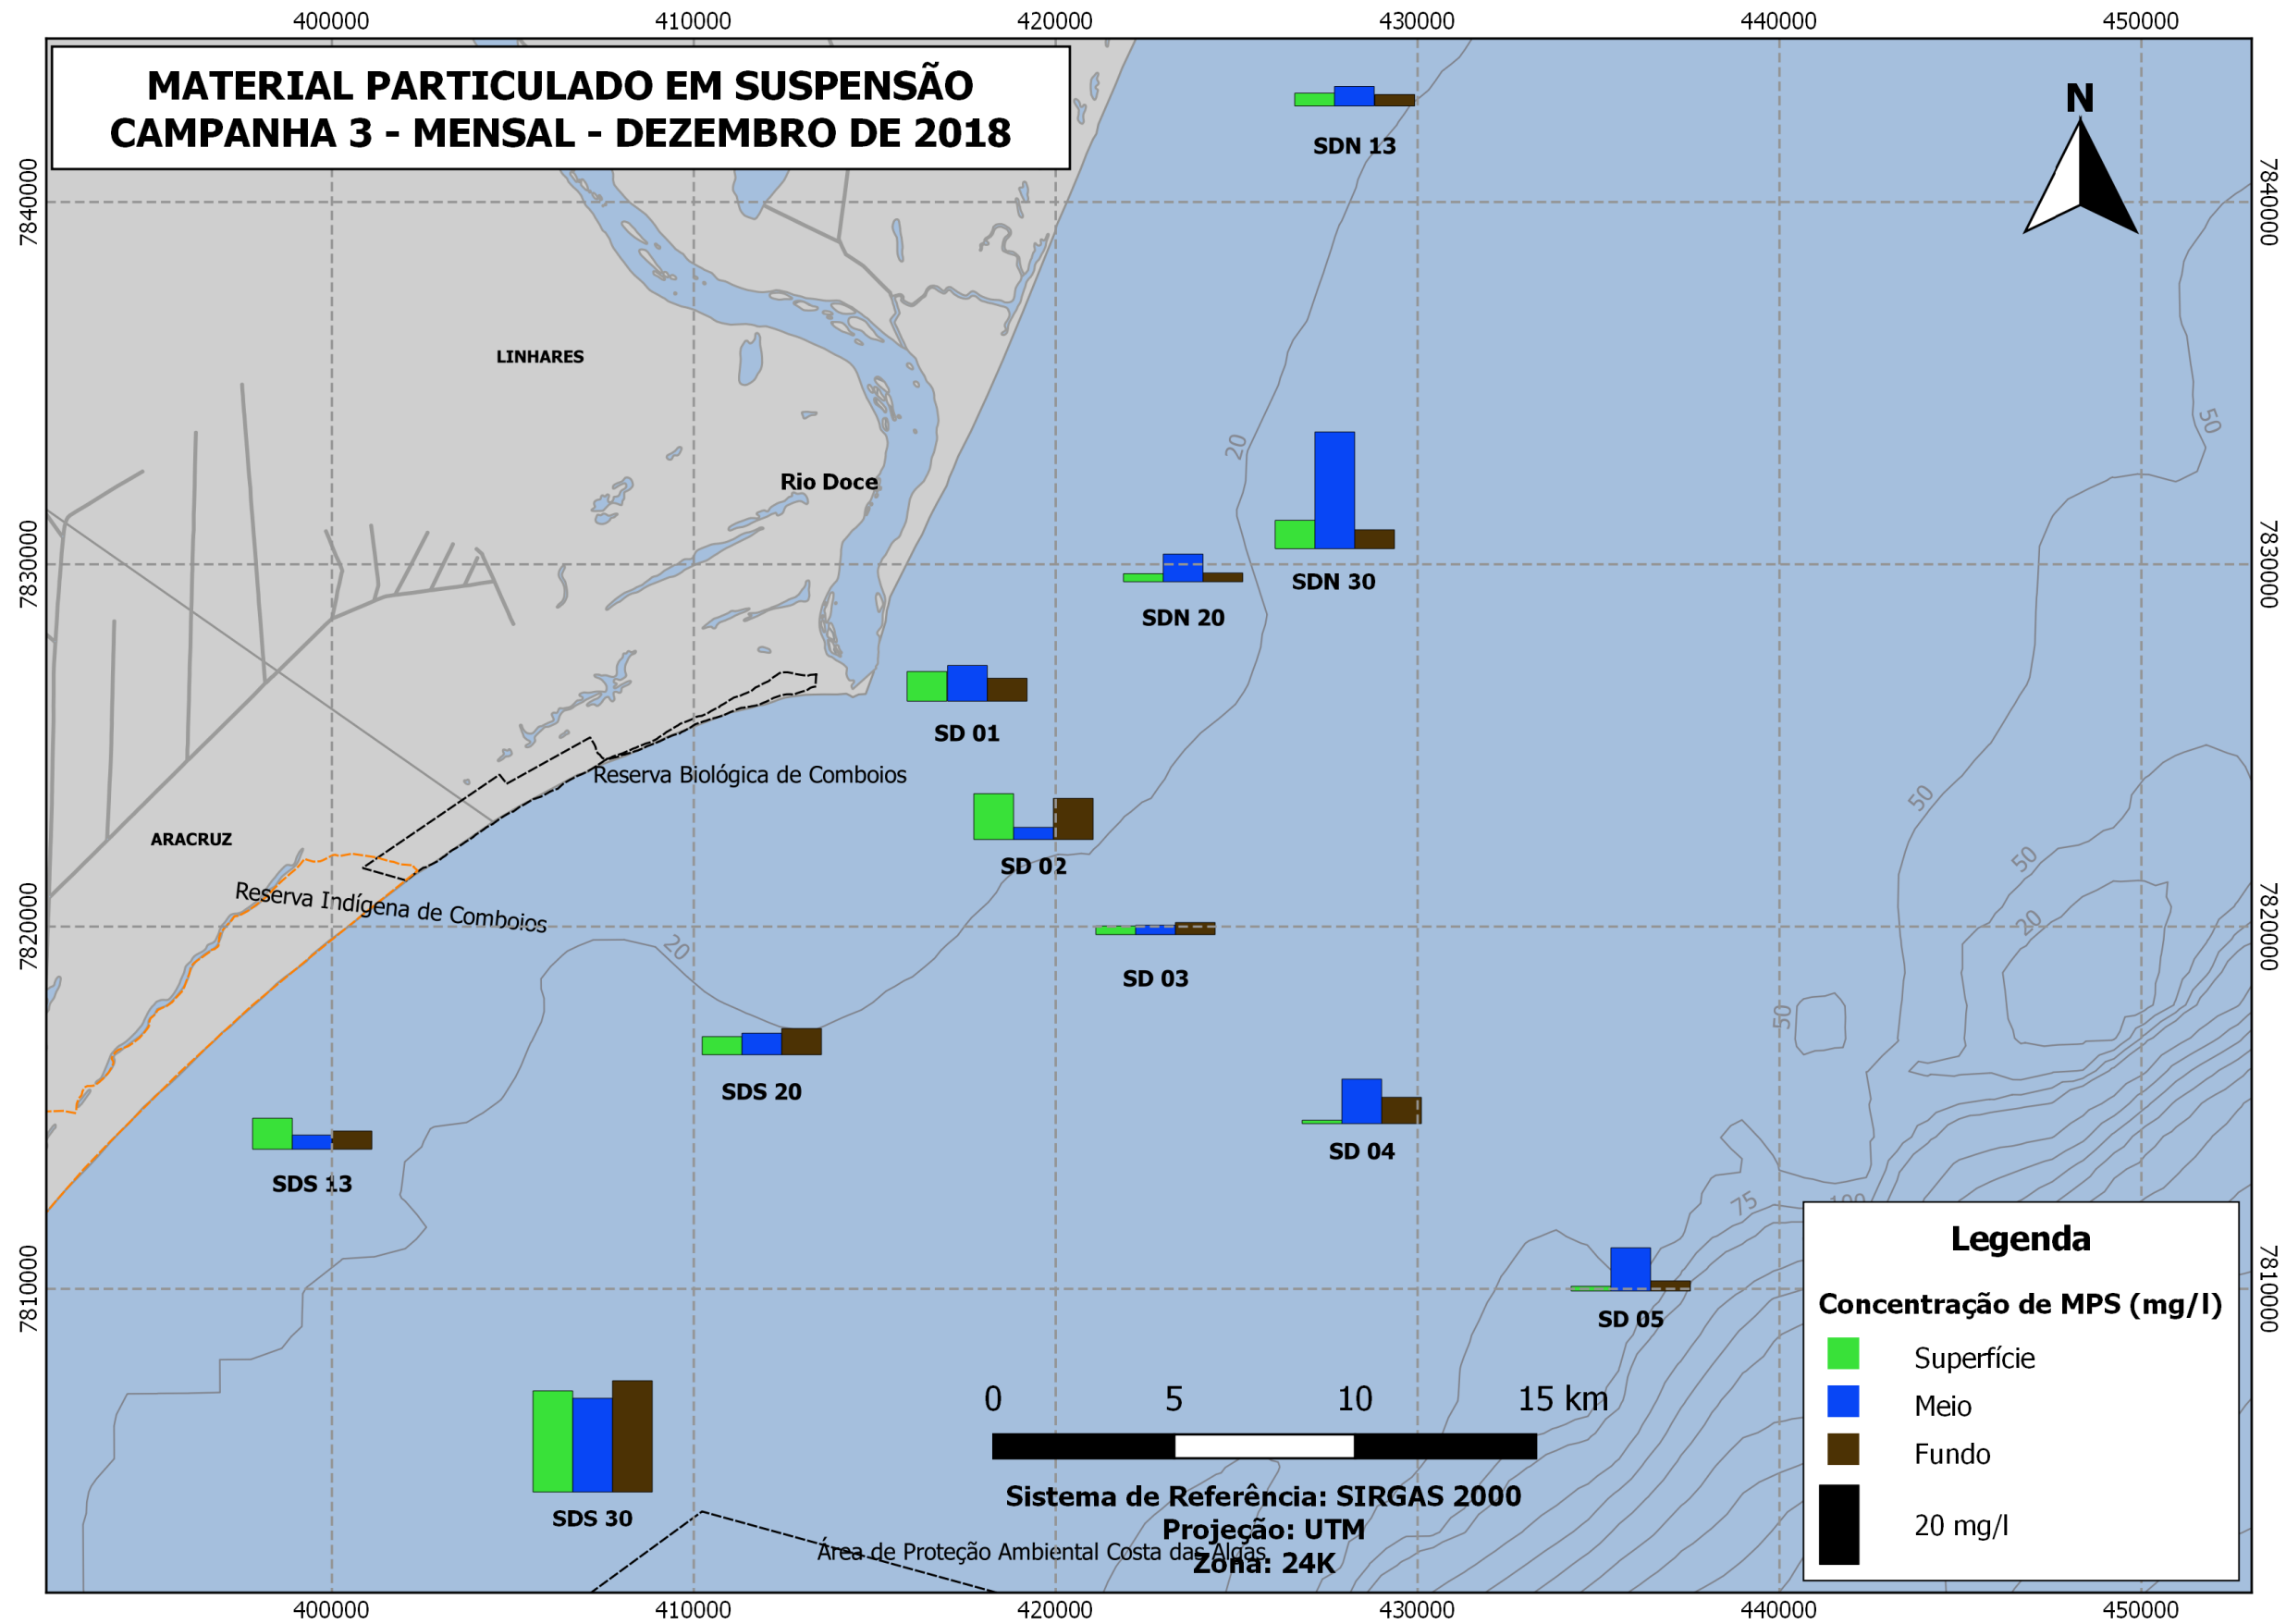 400000 410000 420000 430000 440000 450000
MATERIAL PARTICULADO EM SUSPENSÃO
CAMPANHA 3 - MENSAL - DEZEMBRO DE 2018
N
SDN 13
7840000
7840000
LINHARES
50
20
Rio Doce
SDN 30
7830000
7830000
SDN 20
SD 01
Reserva Biológica de Comboios
50
ARACRUZ
50
SD 02
Reserva Indígena de Comboios
20
20
7820000
7820000
SD 03
50
SDS 20
SD 04
SDS 13
75
100
Legenda
Concentração de MPS (mg/l)
Superfície
Meio
Fundo
20 mg/l
7810000
7810000
SD 05
0 5 10 15 km
SDS 30
Sistema de Referência: SIRGAS 2000
Projeção: UTM
Zona: 24K
Área de Proteção Ambiental Costa das Algas
400000 410000 420000 430000 440000 450000